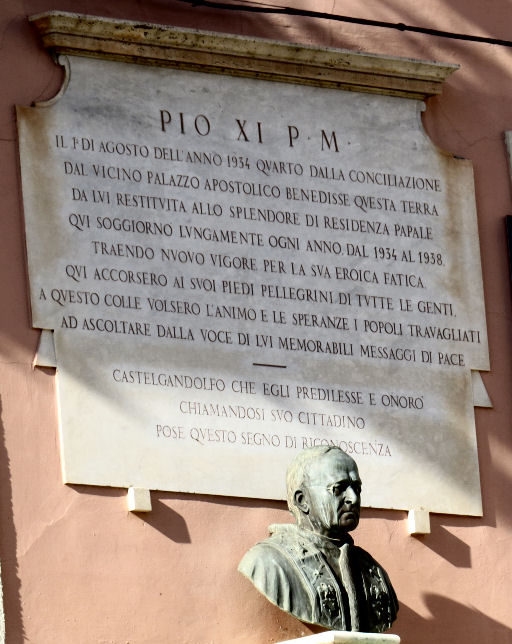 PIO XI P·M·
IL 1º DI AGOSTO DELL'ANNO 1934 QVARTO DALLA CONCILIAZIONE
DAL VICINO PALAZZO APOSTOLICO BENEDISSE QVESTA TERRA
DA LVI RESTITVITA ALLO SPLENDORE DI RESIDENZA PAPALE
QVI SOGGIORNO̓ LVNGAMENTE OGNI ANNO DAL 1934 AL 1938.
TRAENDO NVOVO VIGORE PER LA SVA EROICA FATICA.
QVI ACCORSERO AI SVOI PIEDI PELLEGRINI DI TVTTE LE GENTI.
A QVESTO COLLE VOLSERO L'ANIMO E LE SPERANZE I POPOLI TRAVAGLIATI
AD ASCOLTARE DALLA VOCE DI LVI MEMORABILI MESSAGGI DI PACE
CASTELGANDOLFO CHE EGLI PREDILESSE E ONORO̓
CHIAMANDOSI SVO CITTADINO
POSE QVESTO SEGNO DI RICONOSCENZA